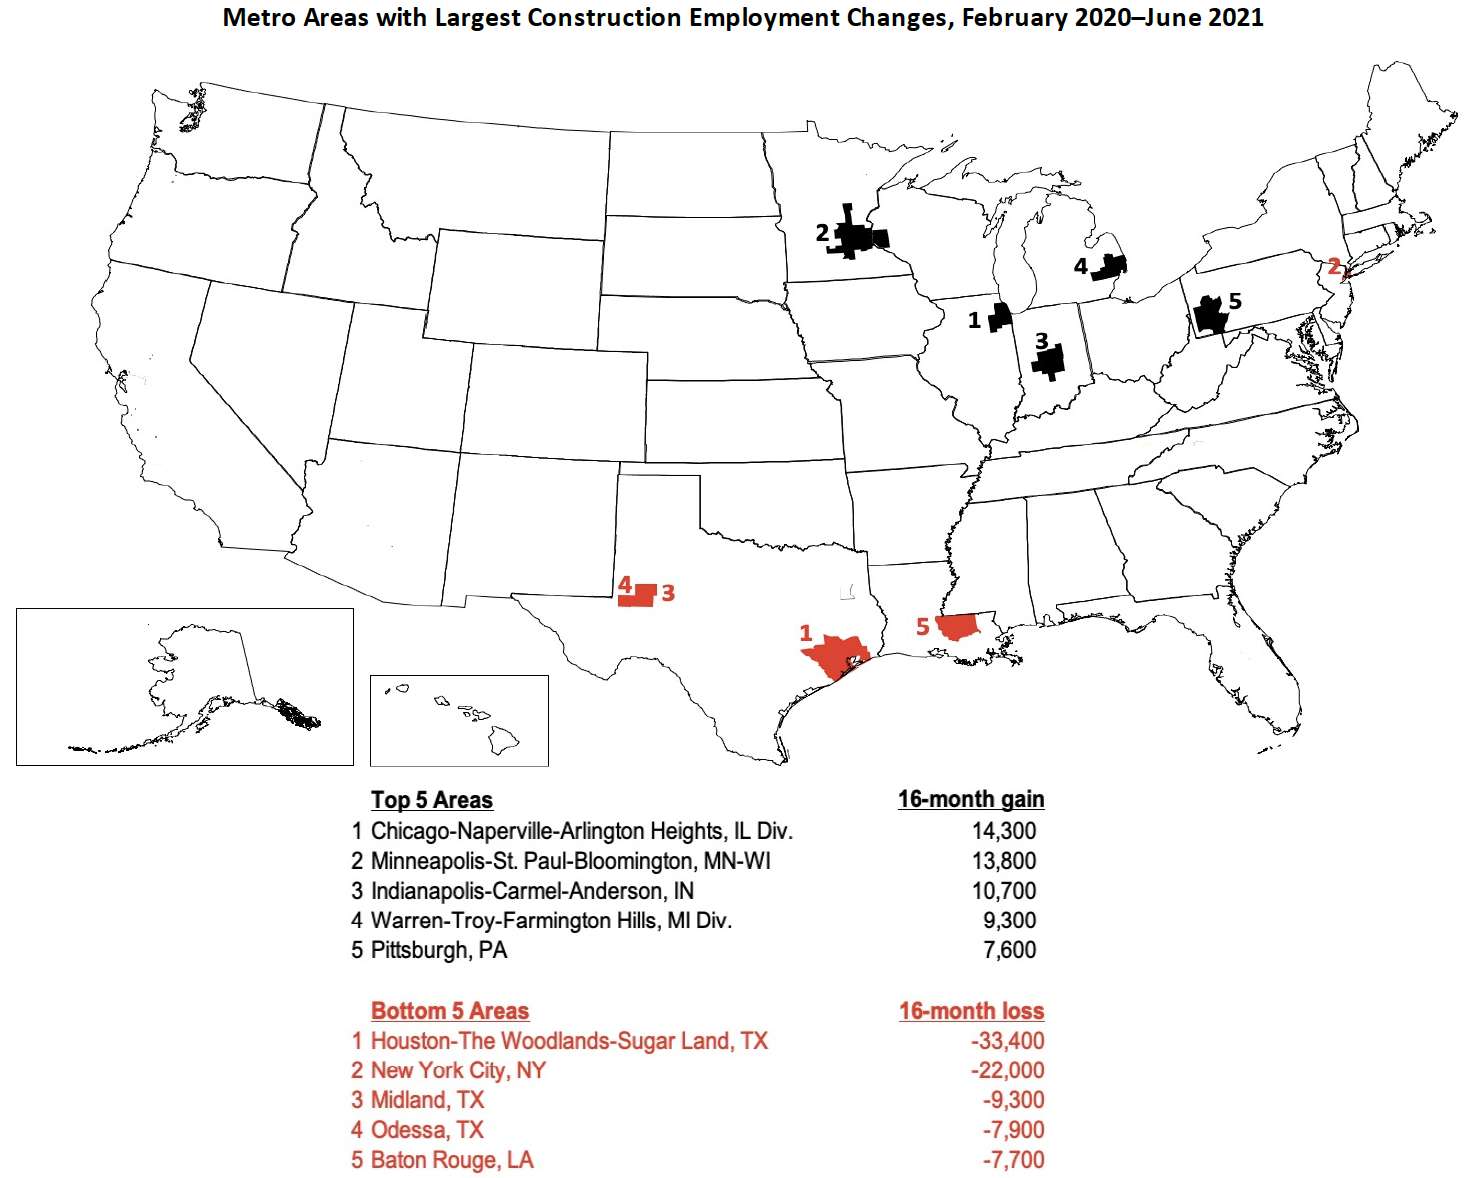 Metro Areas with Largest Construction Employment Changes, February 2020–June 2021
2
4
5
1
3
2
4
3
1
5
Top 5 Areas 16-month gain
1 Chicago-Naperville-Arlington Heights, IL Div. 14,300
2 Minneapolis-St. Paul-Bloomington, MN-WI 13,800
3 Indianapolis-Carmel-Anderson, IN 10,700
4 Warren-Troy-Farmington Hills, MI Div. 9,300
5 Pittsburgh, PA 7,600
Bottom 5 Areas 16-month loss
1 Houston-The Woodlands-Sugar Land, TX -33,400
2 New York City, NY -22,000
3 Midland, TX -9,300
4 Odessa, TX -7,900
5 Baton Rouge, LA -7,700